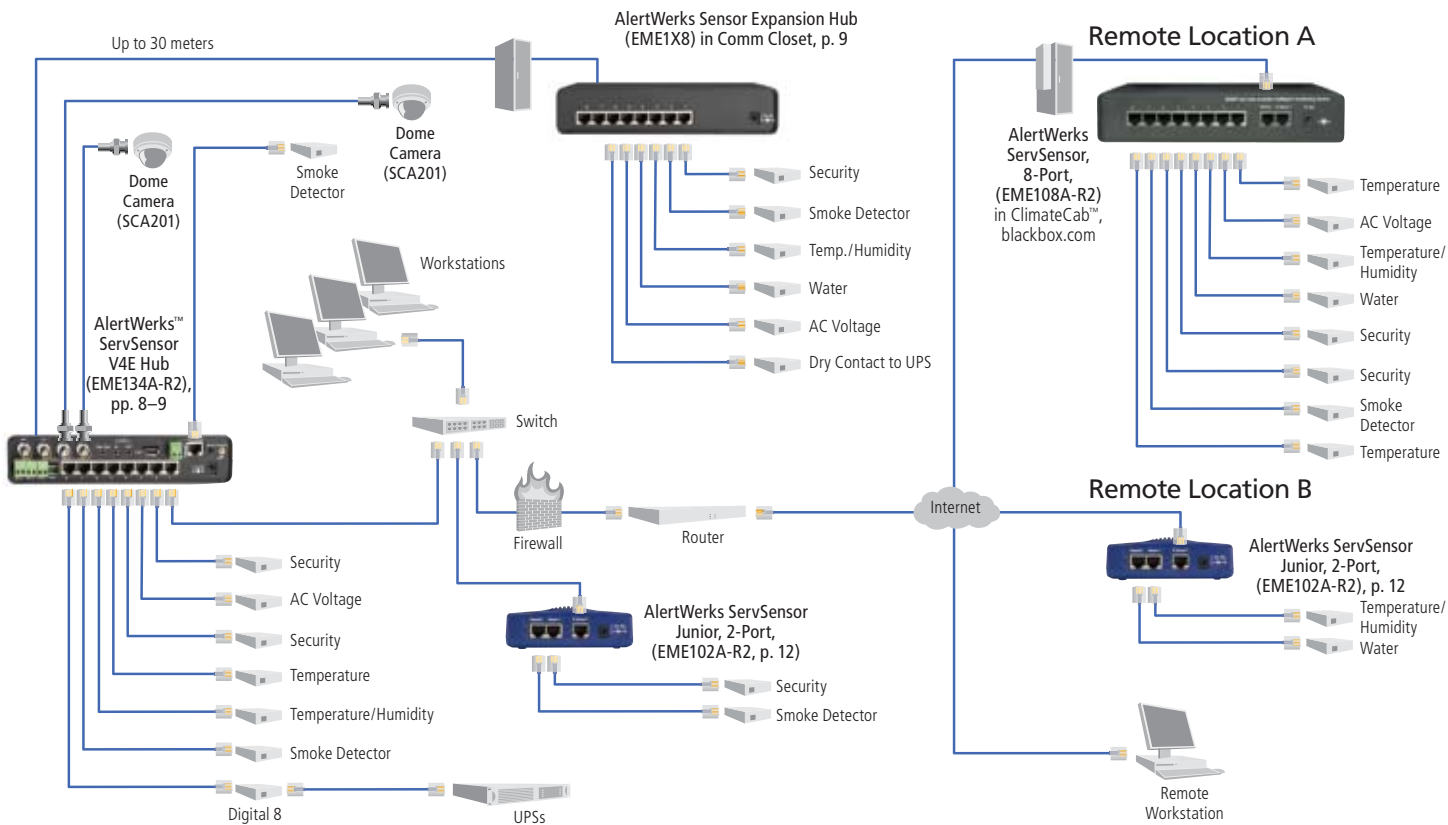 Up to 30 meters
AlertWerks Sensor Expansion Hub
(EME1X8) in Comm Closet, p. 9
Remote Location A
Dome
Camera
(SCA201)
Dome
Camera
(SCA201)
Smoke
Detector
Security
Smoke Detector
Temp./Humidity
Water
AC Voltage
Dry Contact to UPS
AlertWerks
ServSensor,
8-Port,
(EME108A-R2)
in ClimateCab™,
blackbox.com
Temperature
AC Voltage
Temperature/
Humidity
Water
Security
Security
Smoke
Detector
Temperature
Workstations
AlertWerks™
ServSensor
V4E Hub
(EME134A-R2),
pp. 8–9
Switch
Firewall
Router
Internet
Remote Location B
AlertWerks ServSensor
Junior, 2-Port,
(EME102A-R2), p. 12
Temperature/
Humidity
Water
Security
AC Voltage
Security
Temperature
Temperature/Humidity
Smoke Detector
Digital 8
UPSs
AlertWerks ServSensor
Junior, 2-Port,
(EME102A-R2, p. 12)
Security
Smoke Detector
Remote
Workstation